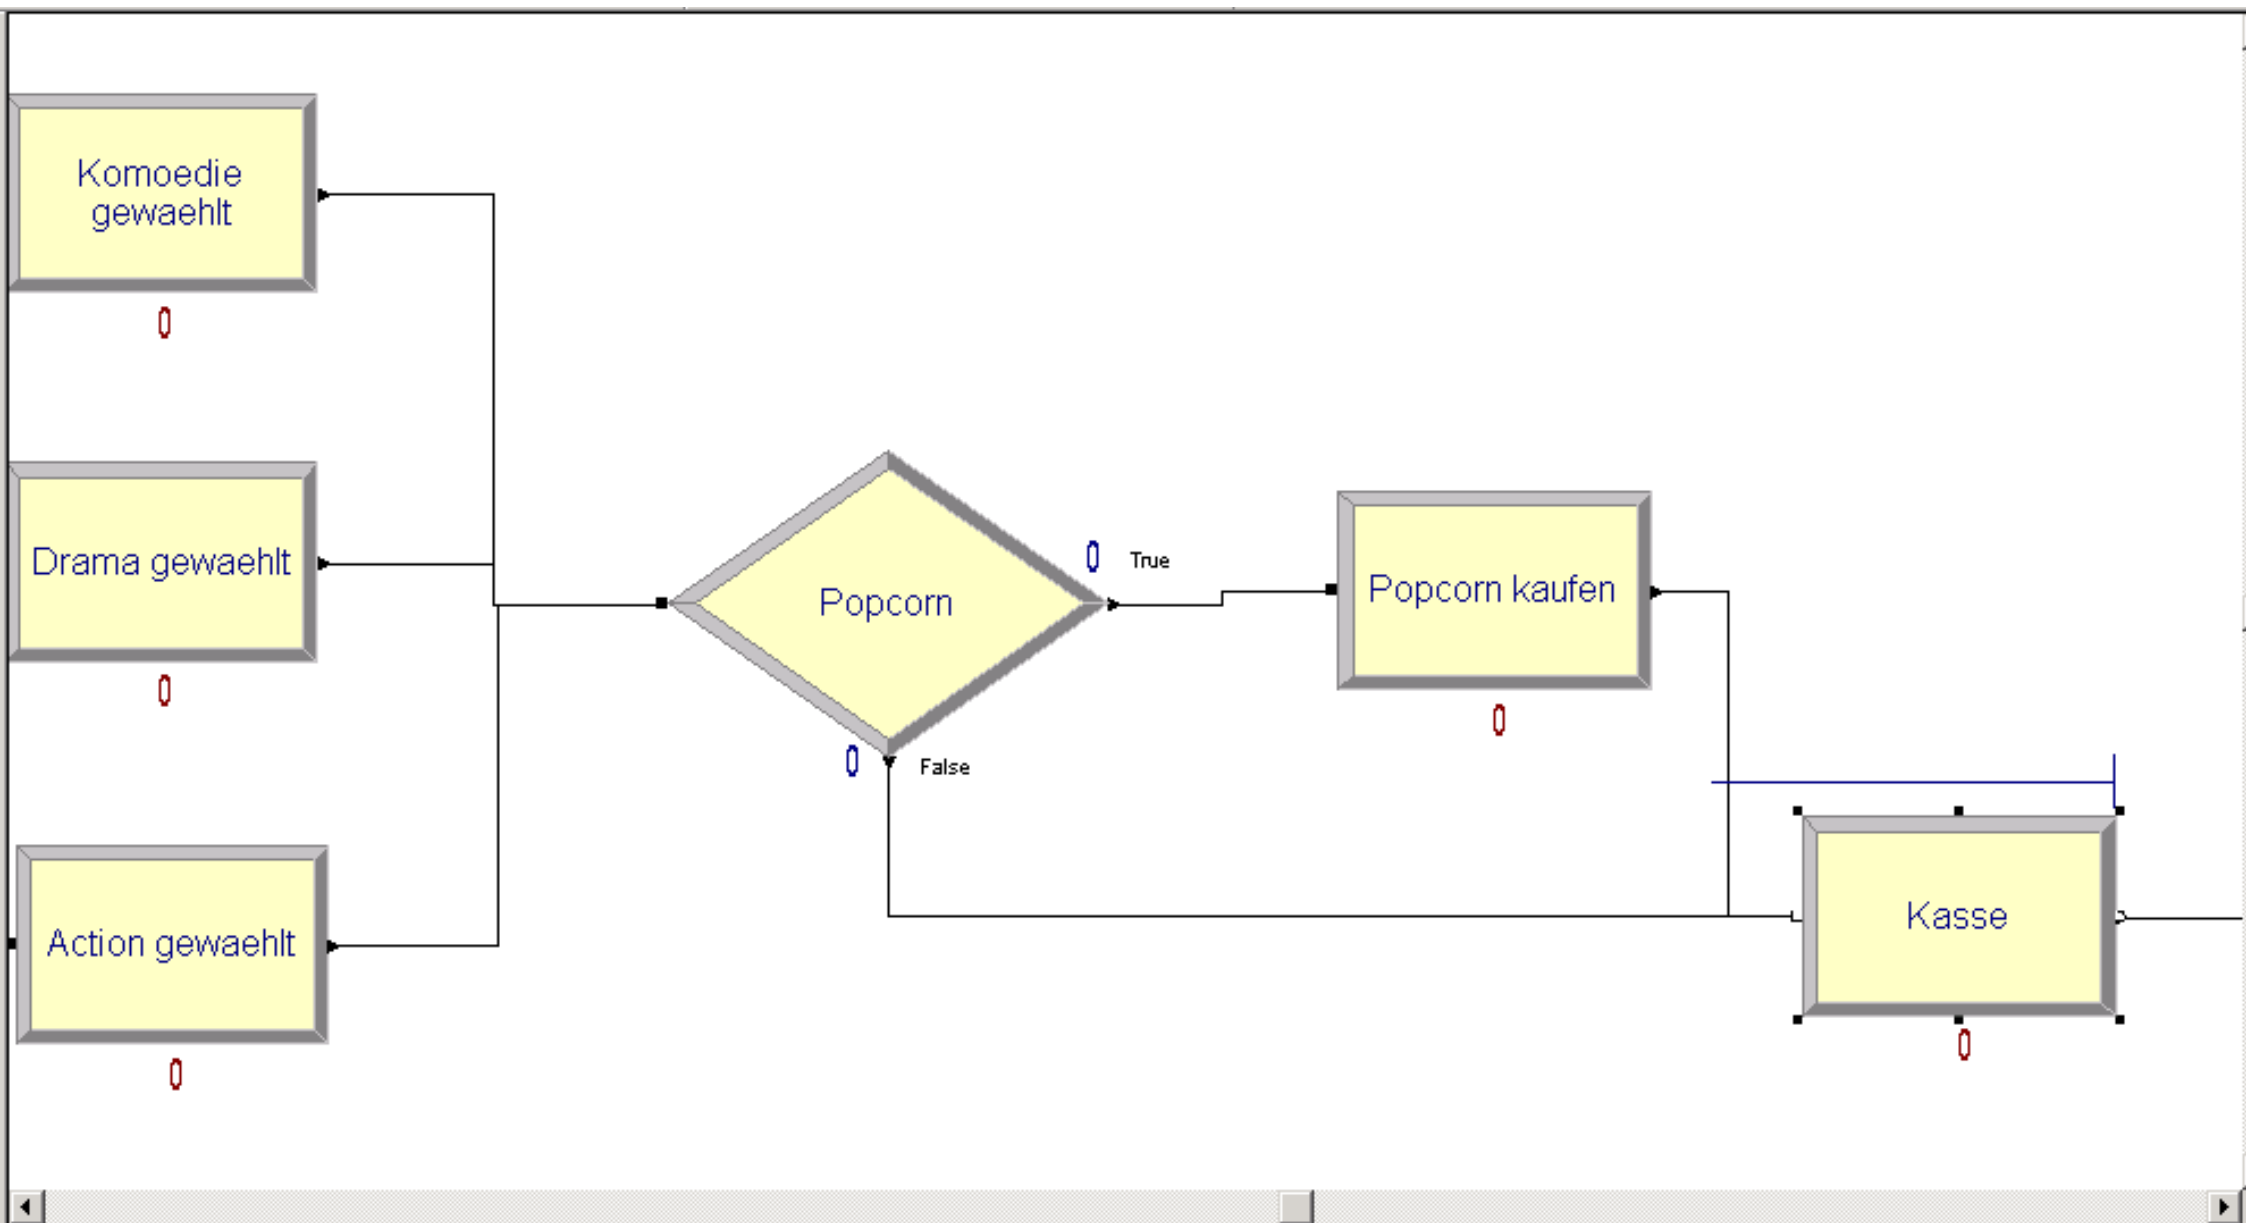 Komoedie
gewaehlt
0
Drama gewaehlt
0
Action gewaehlt
0
Popcorn
0
True
0
False
Popcorn kaufen
0
Kasse
0